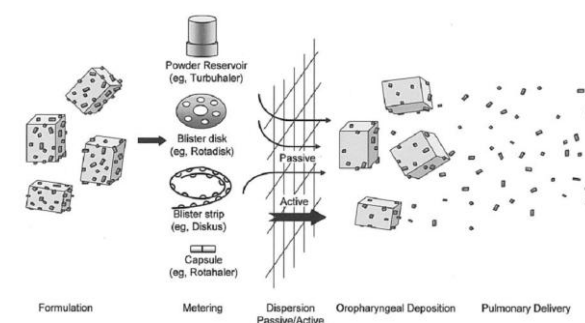 Powder Reservoir
(eg, Turbuhaler)
Blister disk
(eg, Rotadisk)
Passive
Active
Blister strip
(eg, Diskus)
Capsule
(eg, Rotahaler)
Formulation
Metering
Dispersion
Passive/Active
Oropharyngeal Deposition
Pulmonary Delivery